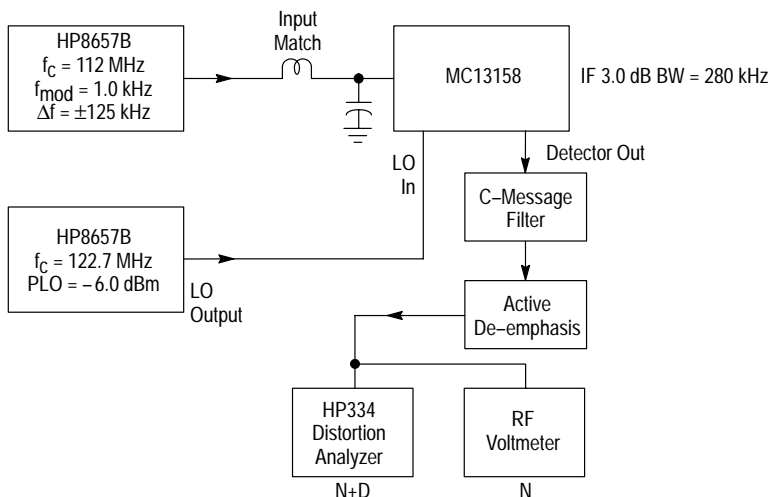 HP8657B
fC = 112 MHz
fmod = 1.0 kHz
Δf = ±125 kHz
Input
Match
MC13158
IF 3.0 dB BW = 280 kHz
LO
In
Detector Out
C–Message
Filter
HP8657B
fC = 122.7 MHz
PLO = –6.0 dBm
LO
Output
Active
De–emphasis
HP334
Distortion
Analyzer
RF
Voltmeter
N+D
N